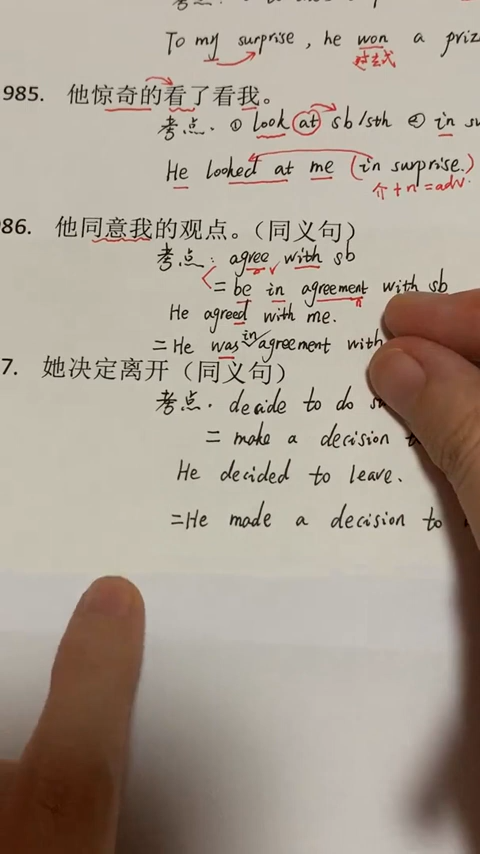 考点.
To my surprise, he won a priz
过去式
985. 他惊奇的看了看我。
考点. ① look at sb/sth ② in su
He looked at me (in surprise.)
介+n=adv.
86. 他同意我的观点。(同义句)
考点: agree with sb
v
= be in agreement with sb
n
He agreed with me.
= He was in agreement with
7. 她决定离开(同义句)
考点. decide to do
= make a decision
He decided to leave.
=He made a decision to